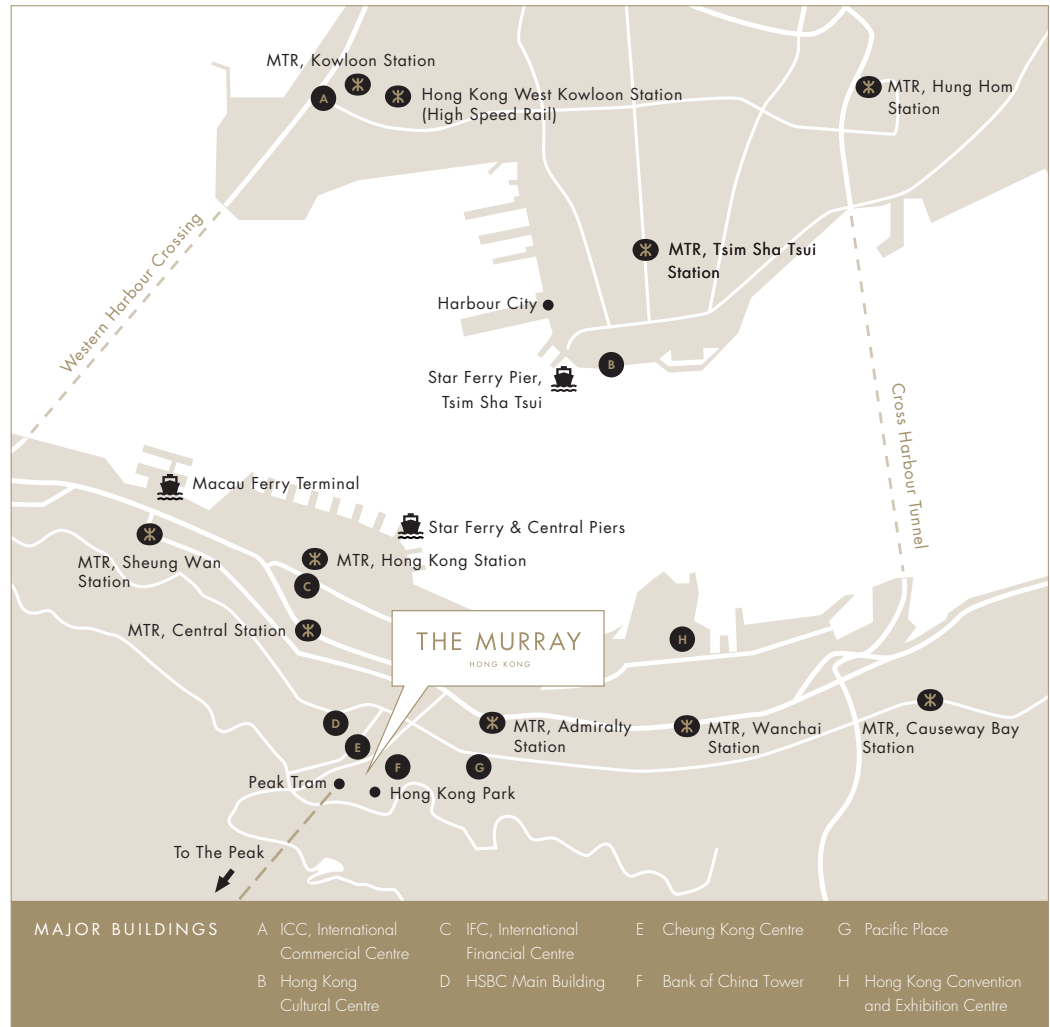 MTR, Kowloon Station
A
Hong Kong West Kowloon Station
(High Speed Rail)
MTR, Hung Hom
Station
Western Harbour Crossing
MTR, Tsim Sha Tsui
Station
Harbour City
B
Star Ferry Pier,
Tsim Sha Tsui
Cross Harbour Tunnel
Macau Ferry Terminal
Star Ferry & Central Piers
MTR, Sheung Wan
Station
MTR, Hong Kong Station
C
MTR, Central Station
THE MURRAY
HONG KONG
H
D
E
MTR, Admiralty
Station
MTR, Wanchai
Station
MTR, Causeway Bay
Station
F
G
Peak Tram
Hong Kong Park
To The Peak
MAJOR BUILDINGS
A ICC, International
Commercial Centre
B Hong Kong
Cultural Centre
C IFC, International
Financial Centre
D HSBC Main Building
E Cheung Kong Centre
F Bank of China Tower
G Pacific Place
H Hong Kong Convention
and Exhibition Centre